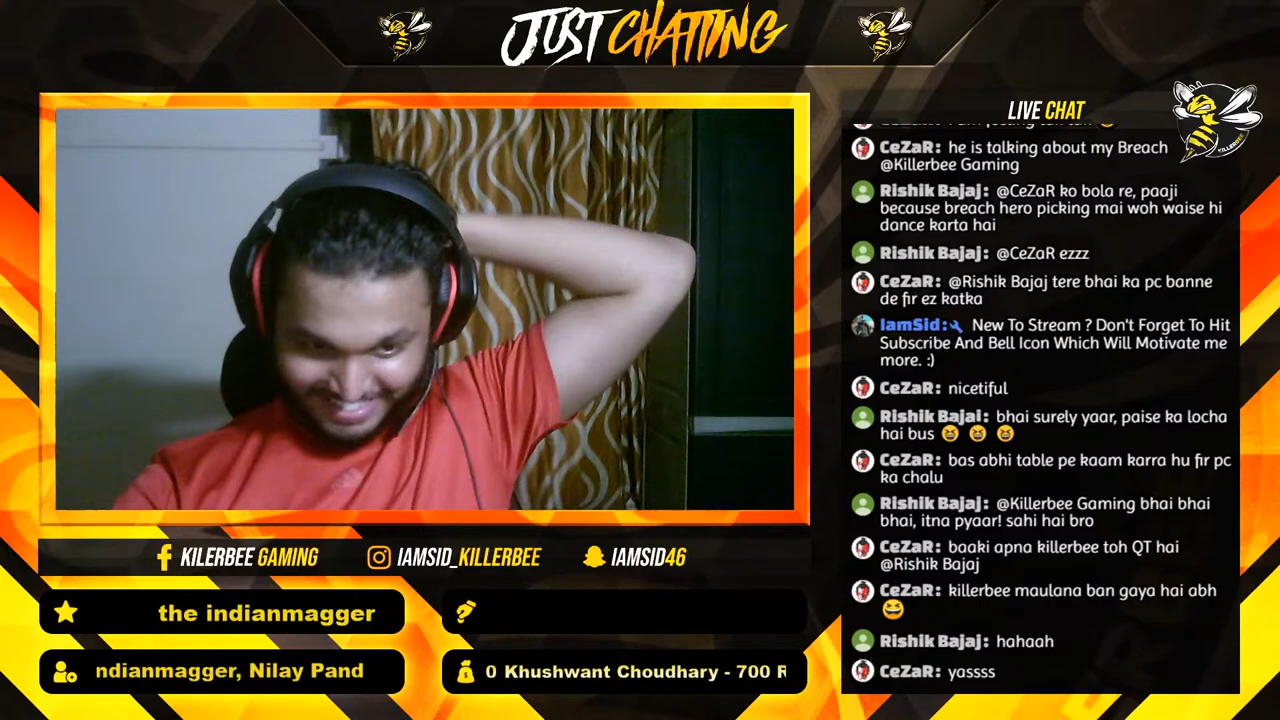 JUST CHATTING
LIVE CHAT
KILLERBEE
CeZaR: he is talking about my Breach
@Killerbee Gaming
Rishik Bajaj: @CeZaR ko bola re, paaji
because breach hero picking mai woh waise hi
dance karta hai
Rishik Bajaj: @CeZaR ezzz
CeZaR: @Rishik Bajaj tere bhai ka pc banne
de fir ez katka
IamSid: New To Stream ? Don't Forget To Hit
Subscribe And Bell Icon Which Will Motivate me
more. :)
CeZaR: nicetiful
Rishik Bajaj: bhai surely yaar, paise ka locha
hai bus 😆 😆 😆
CeZaR: bas abhi table pe kaam karra hu fir pc
ka chalu
Rishik Bajaj: @Killerbee Gaming bhai bhai
bhai, itna pyaar! sahi hai bro
CeZaR: baaki apna killerbee toh QT hai
@Rishik Bajaj
CeZaR: killerbee maulana ban gaya hai abh
😆
Rishik Bajaj: hahaah
CeZaR: yassss
KILERBEE GAMING
IAMSID_KILLERBEE
IAMSID46
the indianmagger
ndianmagger, Nilay Pand
0 Khushwant Choudhary - 700 R